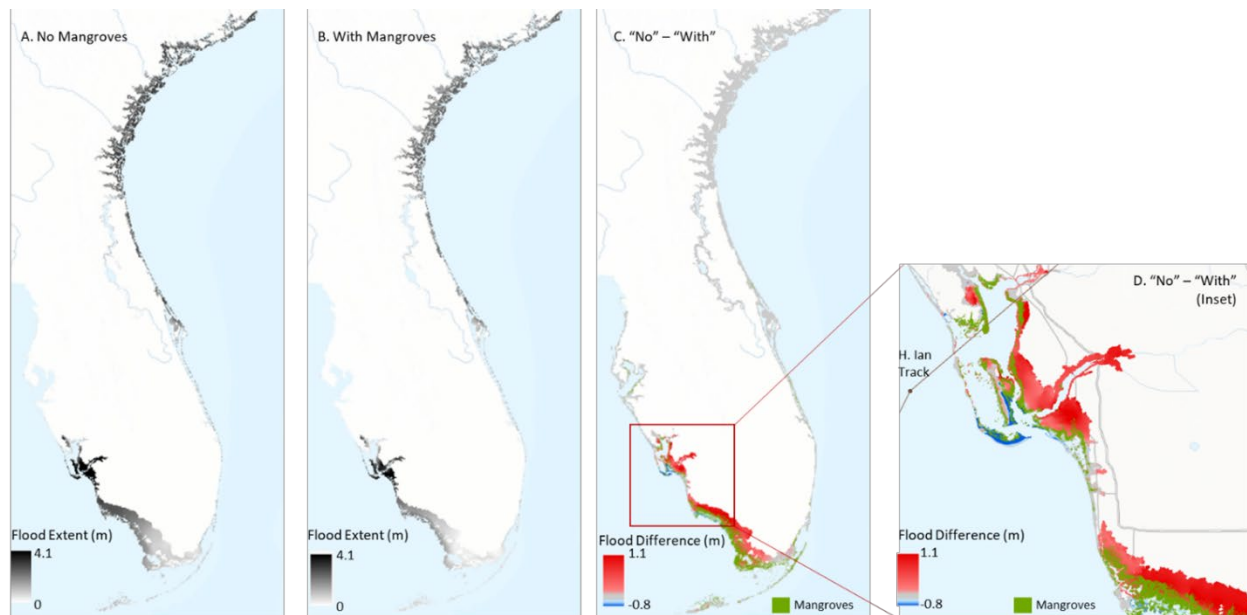 A. No Mangroves
Flood Extent (m)
4.1
0
B. With Mangroves
Flood Extent (m)
4.1
0
C. “No” – “With”
Flood Difference (m)
1.1
-0.8
Mangroves
D. “No” – “With”
(Inset)
H. Ian
Track
Flood Difference (m)
1.1
-0.8
Mangroves